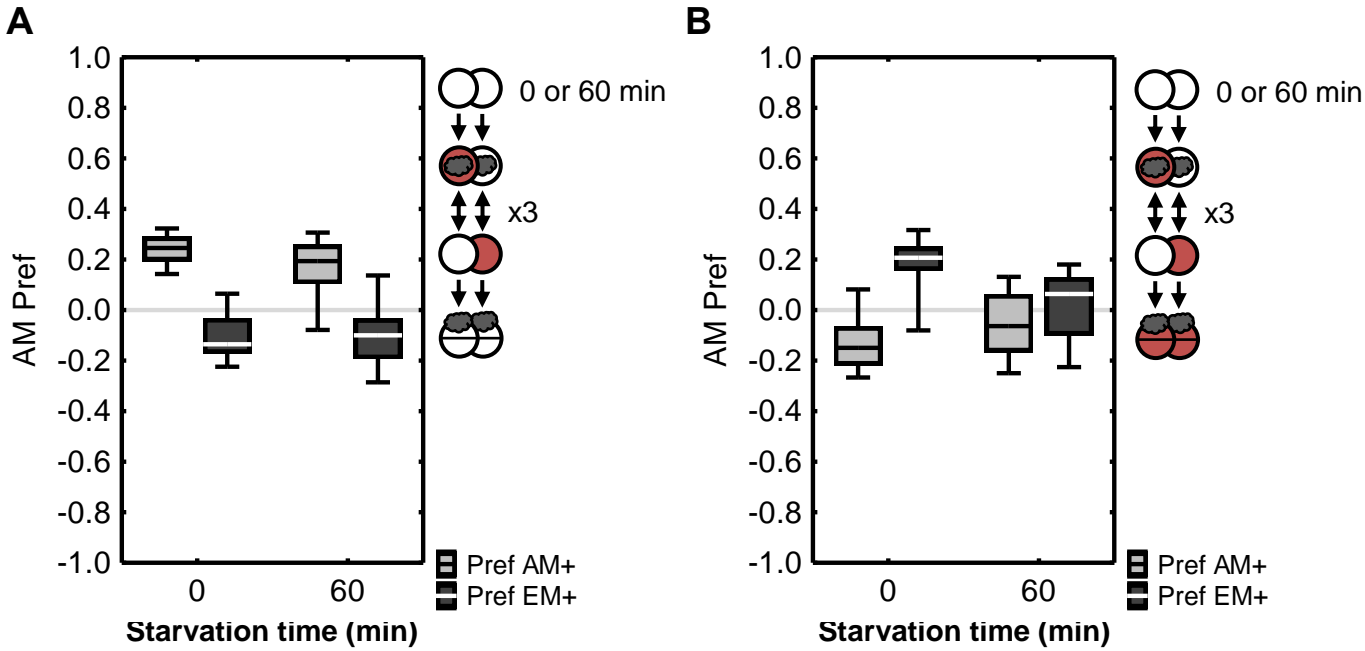 A
1.0
0.8
0.6
0.4
0.2
0.0
-0.2
-0.4
-0.6
-0.8
-1.0
AM Pref
0
60
Starvation time (min)
0 or 60 min
x3
Pref AM+
Pref EM+
B
1.0
0.8
0.6
0.4
0.2
0.0
-0.2
-0.4
-0.6
-0.8
-1.0
AM Pref
0
60
Starvation time (min)
0 or 60 min
x3
Pref AM+
Pref EM+